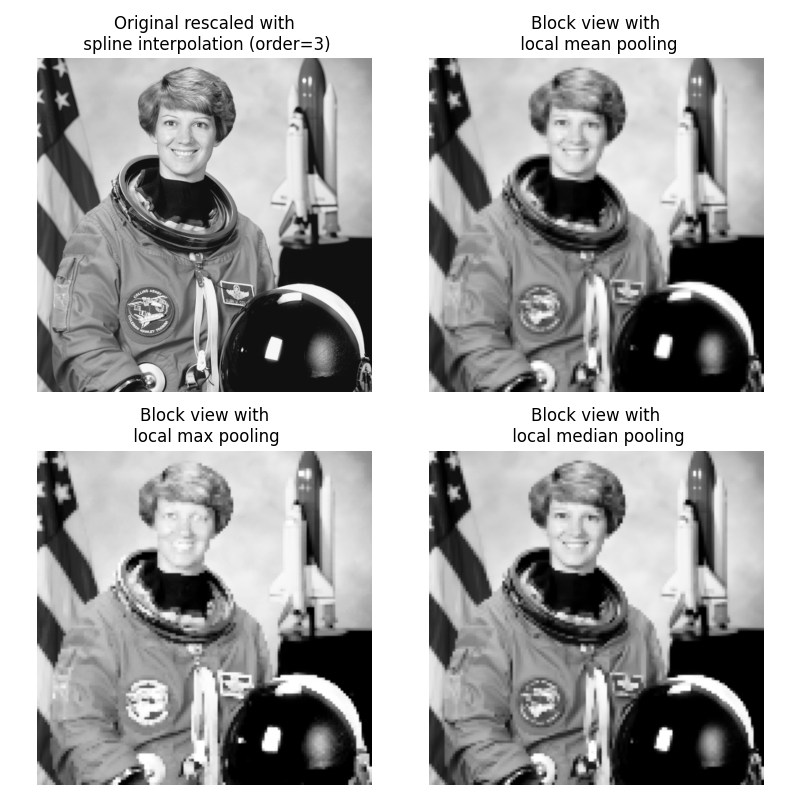 Original rescaled with
spline interpolation (order=3)
Block view with
local mean pooling
Block view with
local max pooling
Block view with
local median pooling